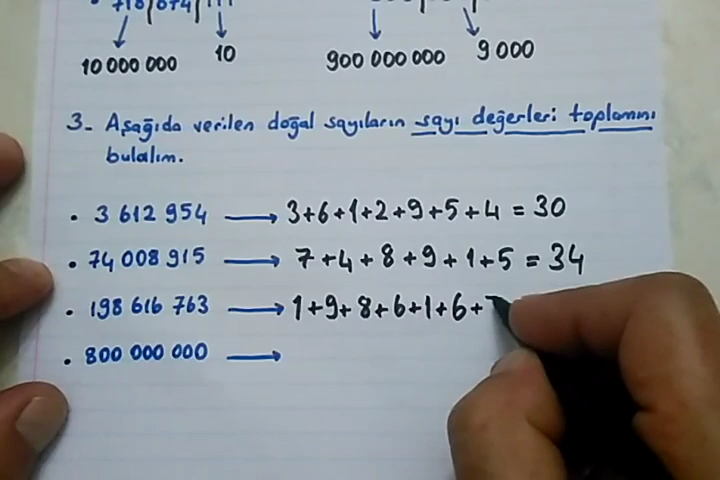 10 000 000 10 900 000 000 9 000
3- Aşağıda verilen doğal sayıların sayı değerleri toplamını
bulalım.
. 3 612 954 → 3+6+1+2+9+5+4 = 30
. 74 008 915 → 7+4+8+9+1+5 = 34
. 198 616 763 → 1+9+8+6+1+6+
. 800 000 000 →